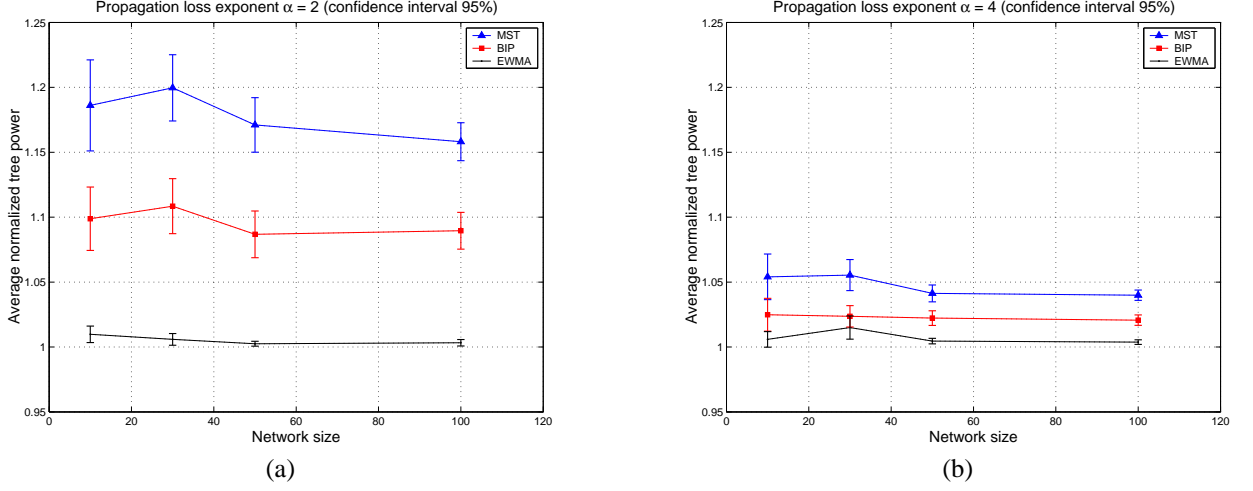 Propagation loss exponent α = 2 (confidence interval 95%)
1.25
1.2
1.15
1.1
1.05
1
0.95
Average normalized tree power
MST
BIP
EWMA
0 20 40 60 80 100 120
Network size
(a)
Propagation loss exponent α = 4 (confidence interval 95%)
1.25
1.2
1.15
1.1
1.05
1
0.95
Average normalized tree power
MST
BIP
EWMA
0 20 40 60 80 100 120
Network size
(b)